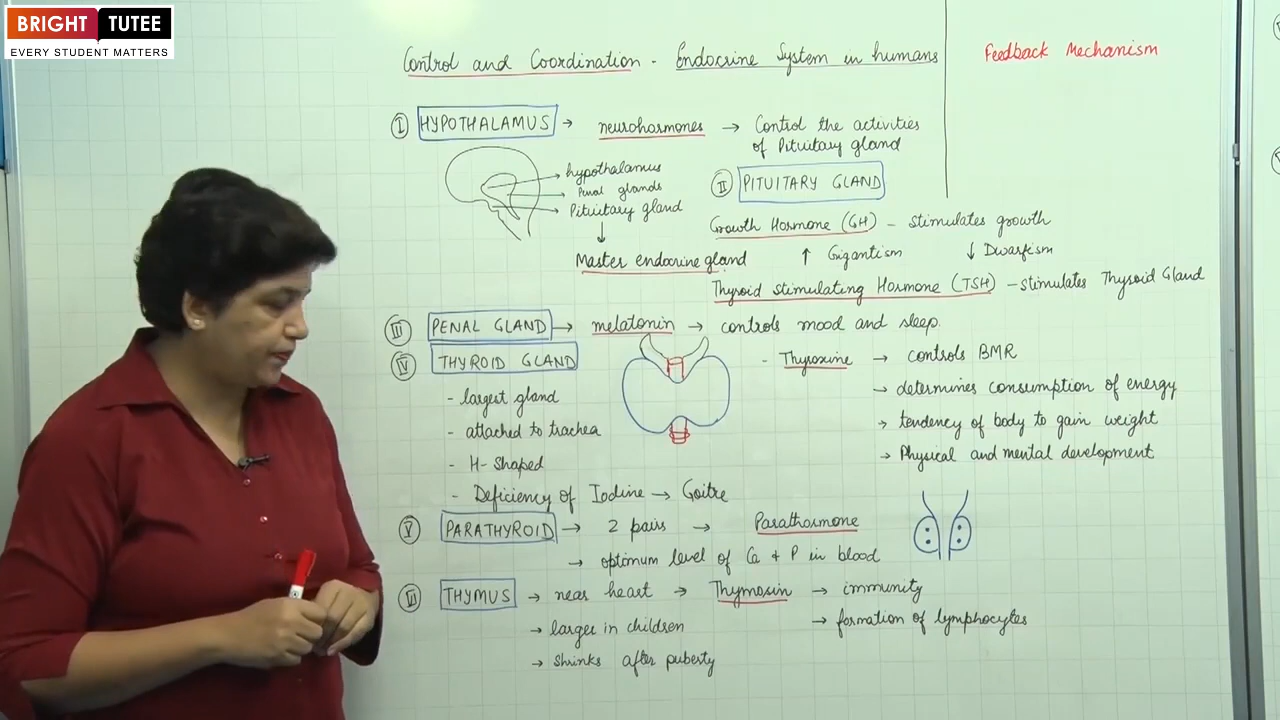 BRIGHT TUTEE
EVERY STUDENT MATTERS
Control and Coordination - Endocrine System in humans
Feedback Mechanism
I HYPOTHALAMUS → neurohormones → Control the activities
of Pituitary gland
hypothalamus
Penal glands
Pituitary gland
↓
Master endocrine gland
II PITUITARY GLAND
Growth Hormone (GH) - Stimulates growth
↑ Gigantism ↓ Dwarfism
Thyroid Stimulating Hormone (TSH) - stimulates Thyroid Gland
III PENAL GLAND → melatonin → controls mood and sleep.
IV THYROID GLAND
- largest gland
- attached to trachea
- H-Shaped
- Deficiency of Iodine → Goitre
- Thyroxine → controls BMR
→ determines consumption of energy
→ tendency of body to gain weight
→ Physical and mental development
V PARATHYROID → 2 pairs → Parathormone
→ optimum level of Ca + P in blood
VI THYMUS → near heart → Thymosin → immunity
→ larger in children
→ formation of lymphocytes
→ Shrinks after puberty